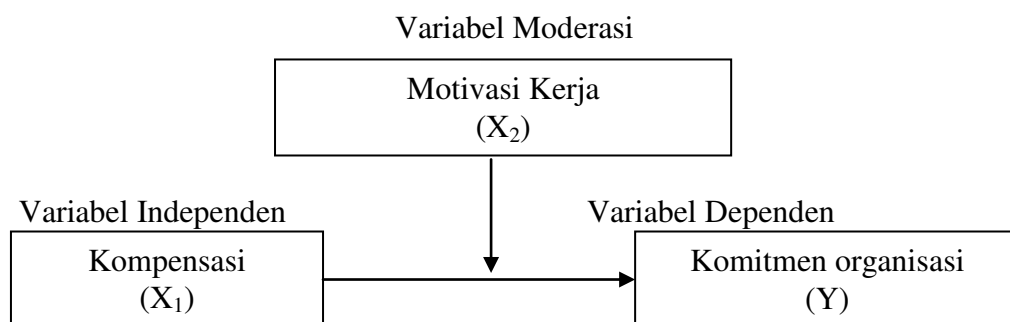 Variabel Moderasi
Motivasi Kerja
(X₂)
Variabel Independen
Variabel Dependen
Kompensasi
(X₁)
Komitmen organisasi
(Y)